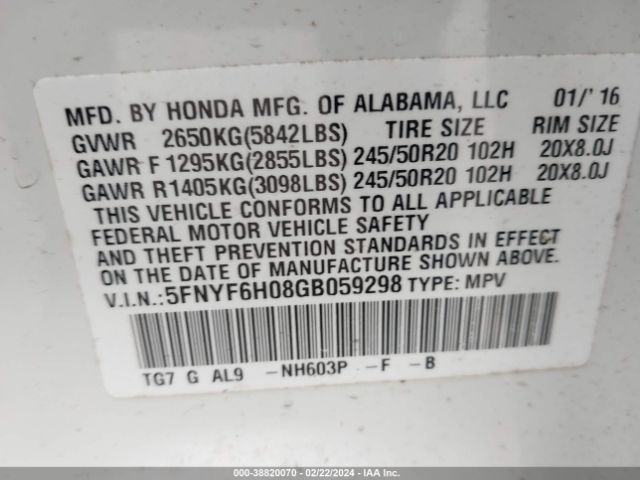 MFD. BY HONDA MFG. OF ALABAMA, LLC 01/'16
GVWR 2650KG(5842LBS) TIRE SIZE RIM SIZE
GAWR F 1295KG(2855LBS) 245/50R20 102H 20X8.0J
GAWR R1405KG(3098LBS) 245/50R20 102H 20X8.0J
THIS VEHICLE CONFORMS TO ALL APPLICABLE
FEDERAL MOTOR VEHICLE SAFETY
AND THEFT PREVENTION STANDARDS IN EFFECT
ON THE DATE OF MANUFACTURE SHOWN ABOVE.
V.I.N.:5FNYF6H08GB059298 TYPE: MPV
TG7 G AL9 -NH603P -F -B
000-38820070 - 02/22/2024 - IAA Inc.